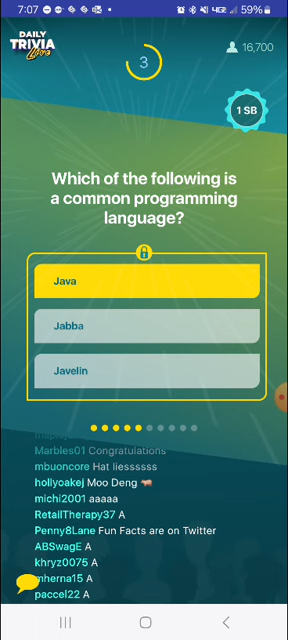 7:07
59%
DAILY
TRIVIA
Live
3
16,700
1 SB
Which of the following is
a common programming
language?
Java
Jabba
Javelin
Marbles01 Congratulations
mbuoncore Hat liessssss
hollyoakej Moo Deng
michi2001 aaaaa
RetailTherapy37 A
Penny8Lane Fun Facts are on Twitter
ABSwagE A
khryz0075 A
mherna15 A
paccel22 A